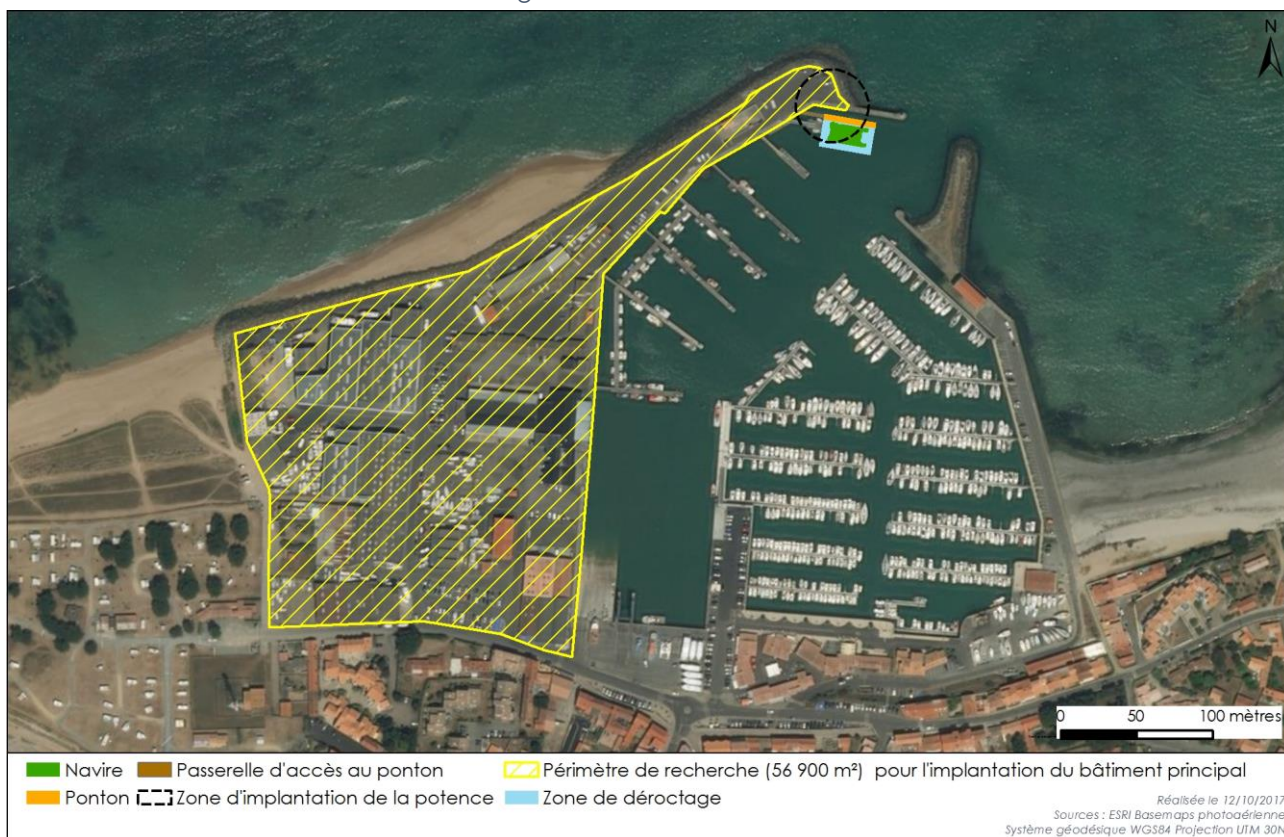 N
0 50 100 mètres
Navire Passerelle d'accès au ponton Périmètre de recherche (56 900 m²) pour l'implantation du bâtiment principal
Ponton Zone d'implantation de la potence Zone de déroctage
Réalisée le 12/10/2017
Sources : ESRI Basemaps photoaérienne
Système géodésique WGS84 Projection UTM 30N